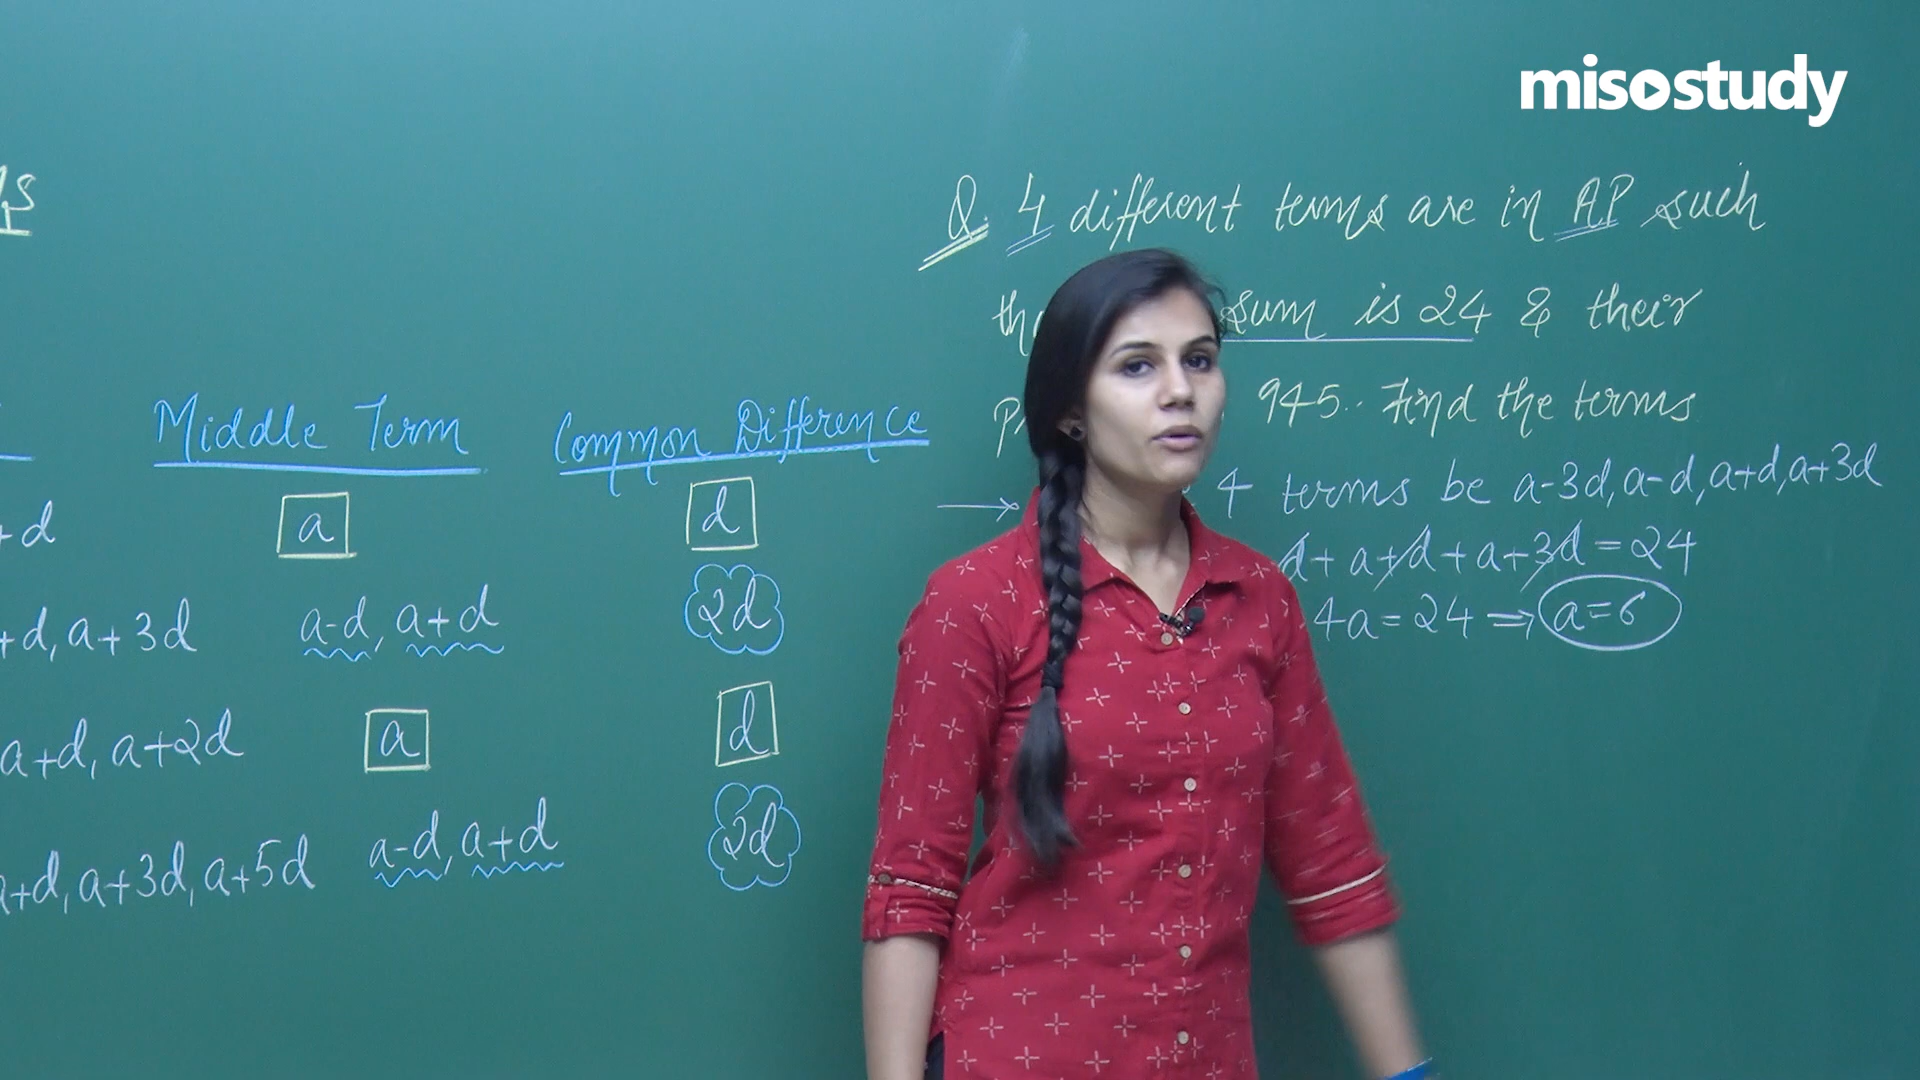 misostudy
Q. 4 different terms are in AP such
sum is 24 & their
945. Find the terms
4 terms be a-3d, a-d, a+d, a+3d
d + a+d + a+3d = 24
4a = 24 ⇒ a=6
Middle Term Common Difference
+d a d
+d, a+3d a-d, a+d 2d
a+d, a+2d a d
a+d, a+3d, a+5d a-d, a+d 2d